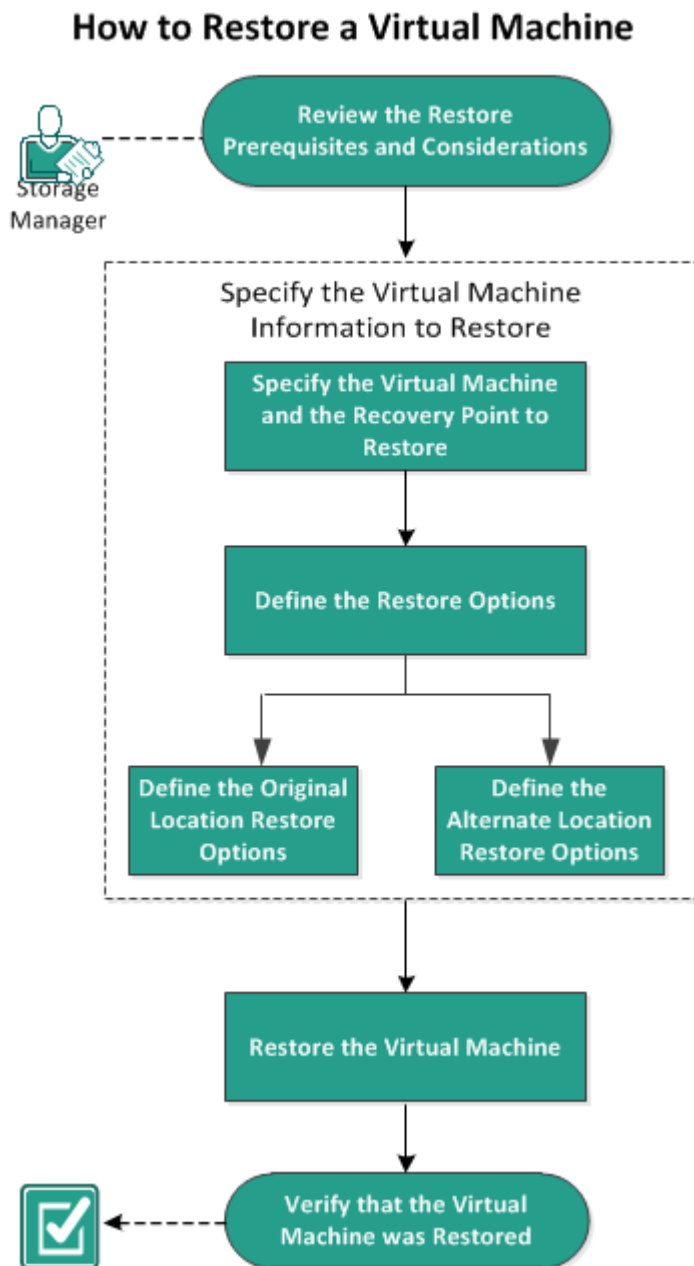 How to Restore a Virtual Machine
Review the Restore
Prerequisites and Considerations
Storage
Manager
Specify the Virtual Machine
Information to Restore
Specify the Virtual Machine
and the Recovery Point to
Restore
Define the Restore Options
Define the Original
Location Restore
Options
Define the
Alternate Location
Restore Options
Restore the Virtual Machine
Verify that the Virtual
Machine was Restored